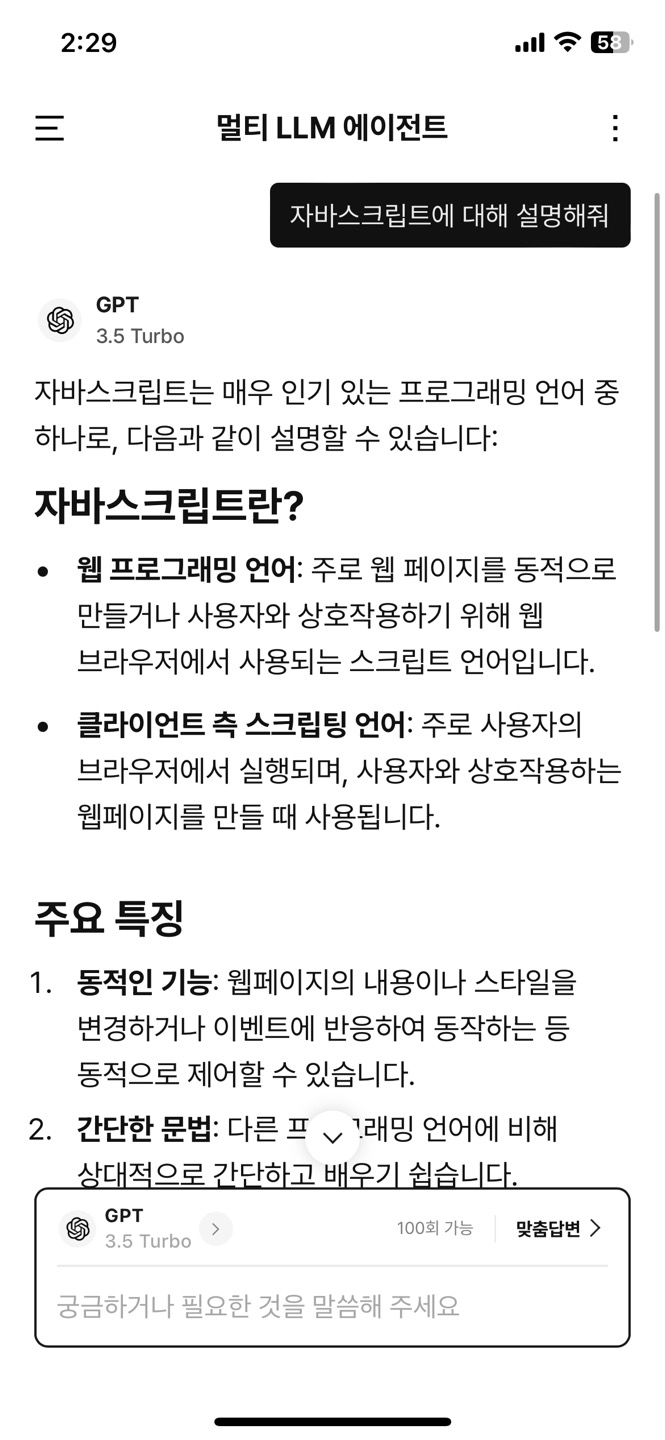 2:29
58
멀티 LLM 에이전트
자바스크립트에 대해 설명해줘
GPT
3.5 Turbo
자바스크립트는 매우 인기 있는 프로그래밍 언어 중
하나로, 다음과 같이 설명할 수 있습니다:
자바스크립트란?
• 웹 프로그래밍 언어: 주로 웹 페이지를 동적으로
만들거나 사용자와 상호작용하기 위해 웹
브라우저에서 사용되는 스크립트 언어입니다.
• 클라이언트 측 스크립팅 언어: 주로 사용자의
브라우저에서 실행되며, 사용자와 상호작용하는
웹페이지를 만들 때 사용됩니다.
주요 특징
1. 동적인 기능: 웹페이지의 내용이나 스타일을
변경하거나 이벤트에 반응하여 동작하는 등
동적으로 제어할 수 있습니다.
2. 간단한 문법: 다른 언어에 비해
상대적으로 간단하고 배우기 쉽습니다.
GPT
3.5 Turbo
100회 가능
맞춤답변
궁금하거나 필요한 것을 말씀해 주세요